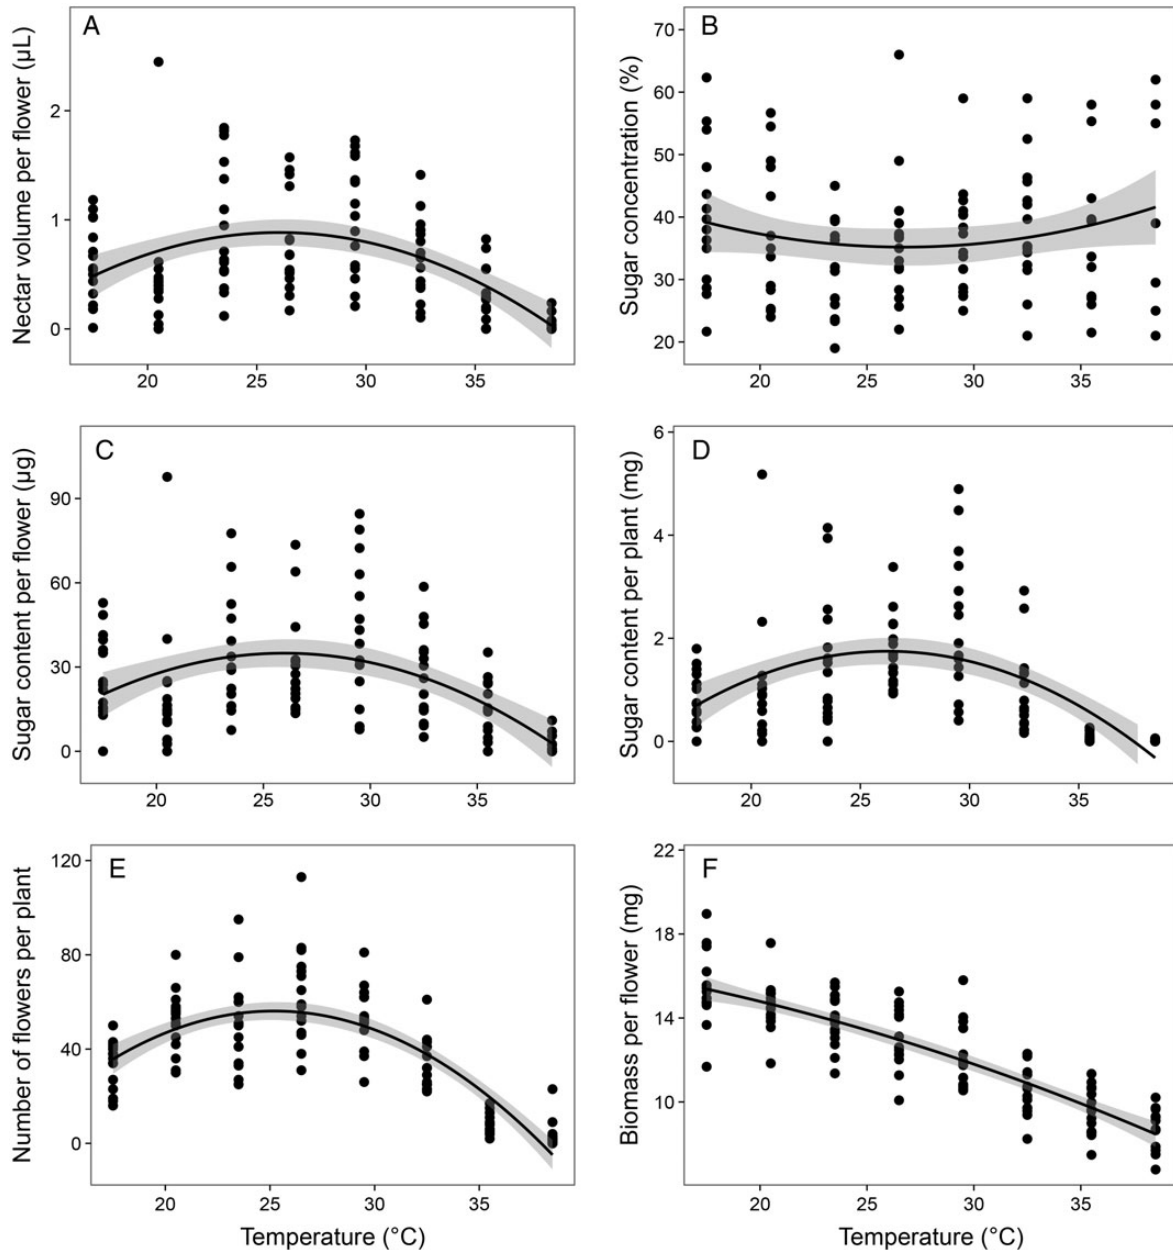 A
Nectar volume per flower (µL)
2
1
0
20 25 30 35
B
Sugar concentration (%)
70
60
50
40
30
20
20 25 30 35
C
Sugar content per flower (µg)
90
60
30
0
20 25 30 35
D
Sugar content per plant (mg)
6
4
2
0
20 25 30 35
E
Number of flowers per plant
120
80
40
0
20 25 30 35
Temperature (°C)
F
Biomass per flower (mg)
22
18
14
10
20 25 30 35
Temperature (°C)